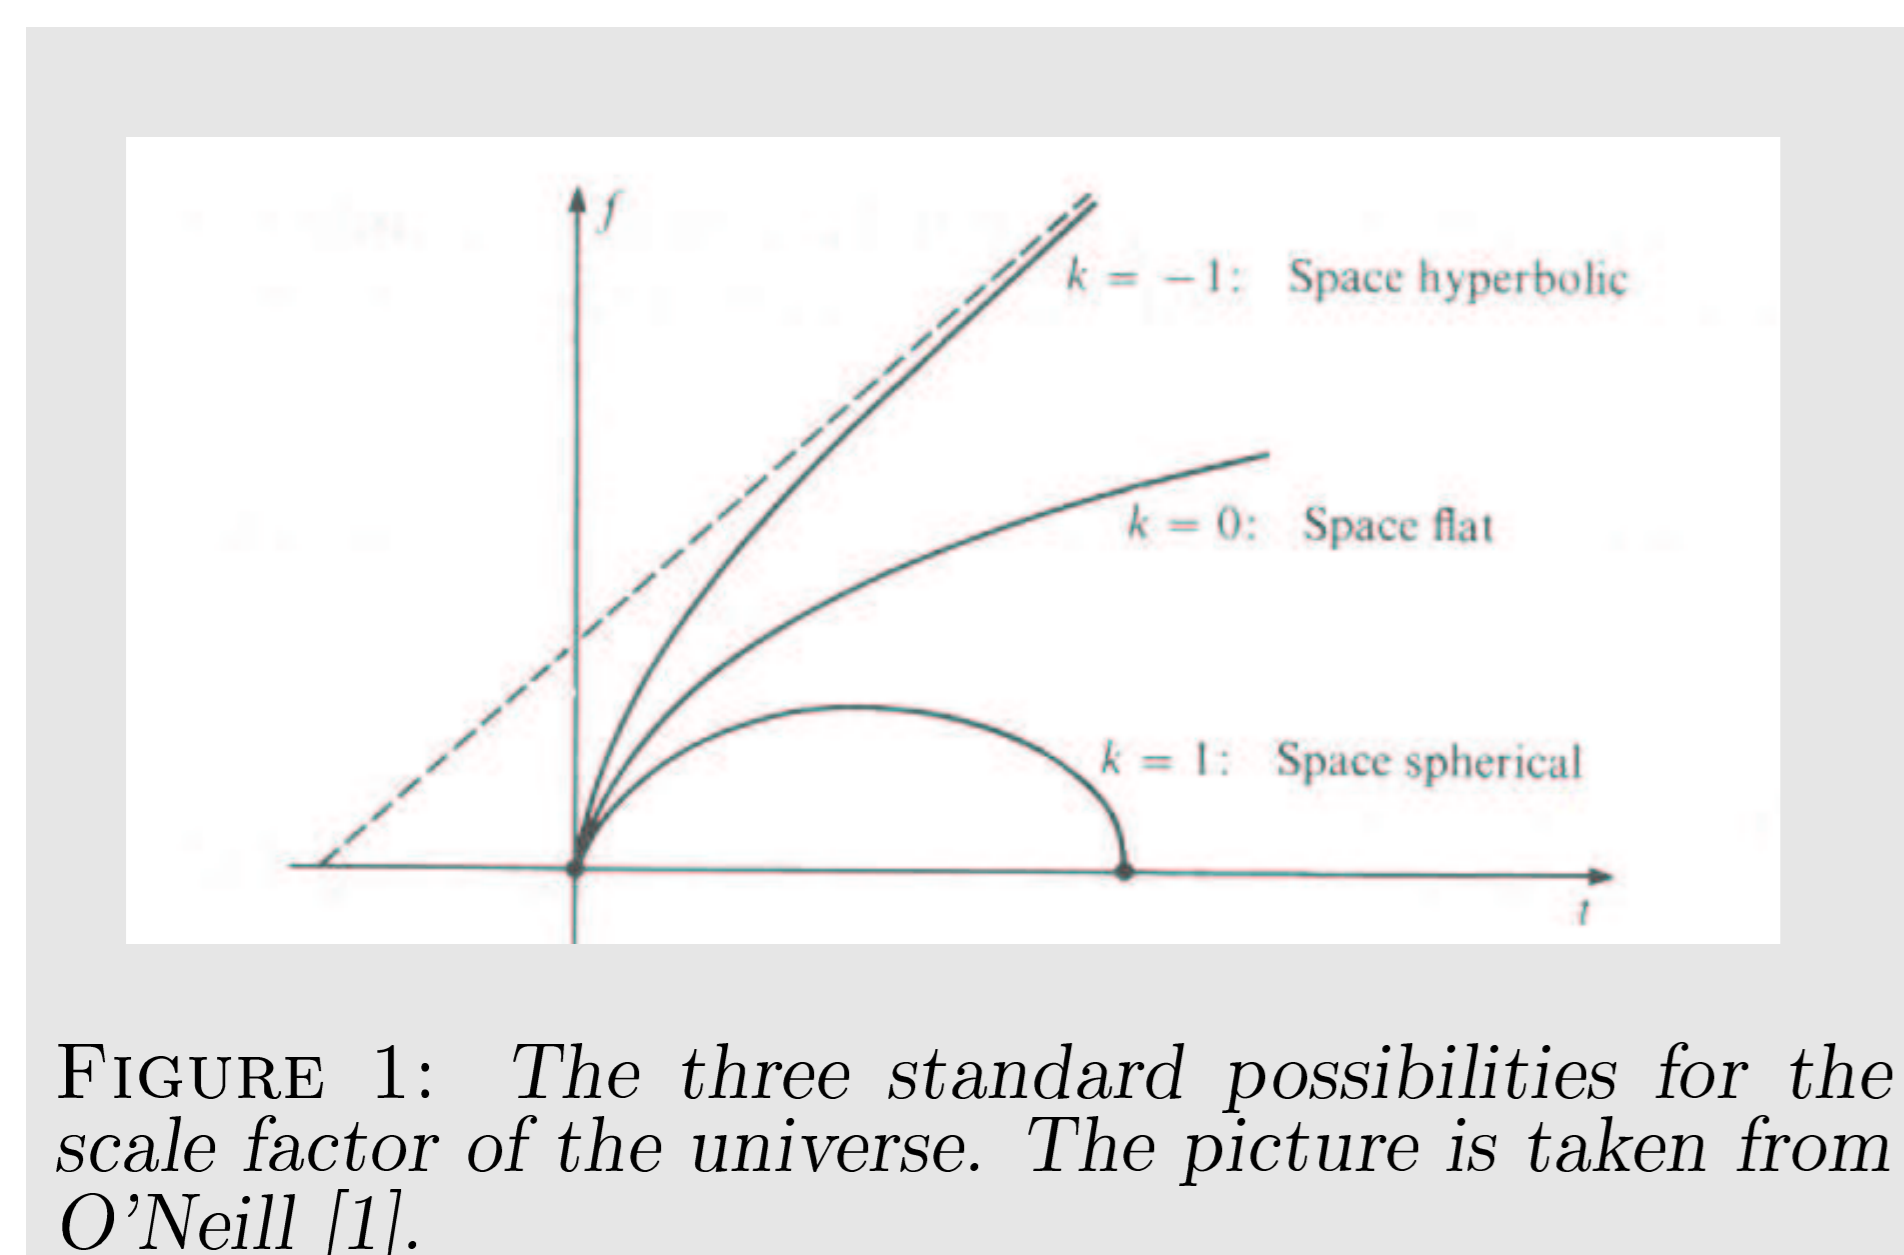 f
k = −1: Space hyperbolic
k = 0: Space flat
k = 1: Space spherical
t
FIGURE 1: The three standard possibilities for the
scale factor of the universe. The picture is taken from
O'Neill [1].